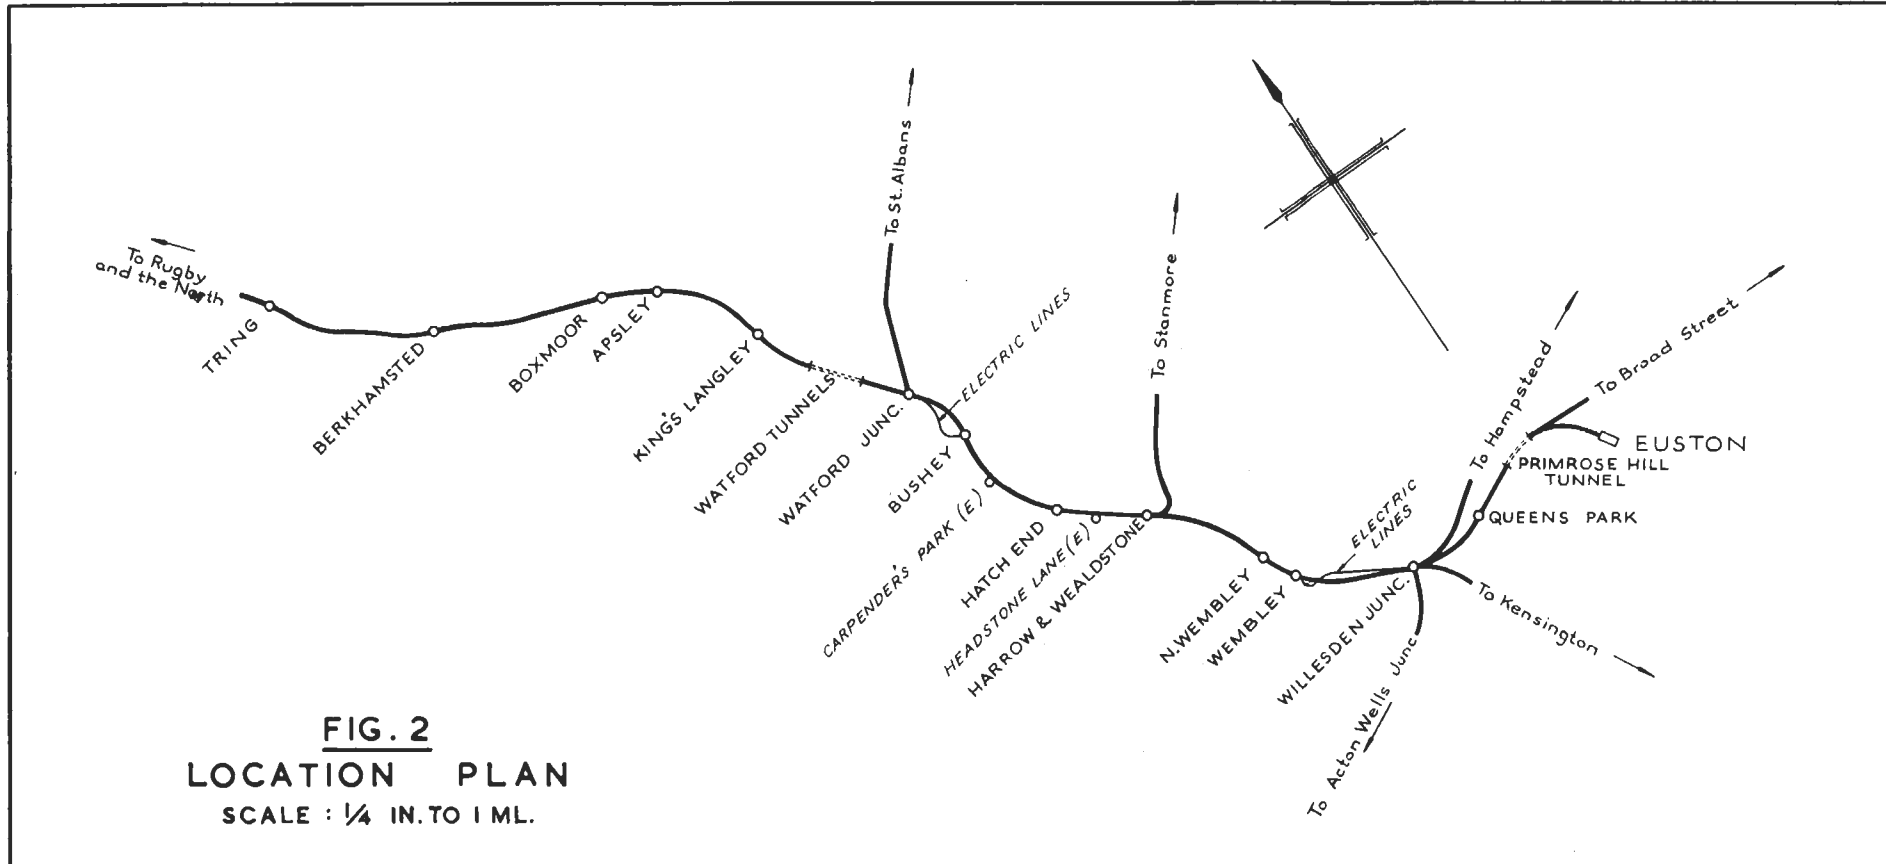 To Rugby
and the North
TRING
BERKHAMSTED
BOXMOOR
APSLEY
KING'S LANGLEY
WATFORD TUNNELS
WATFORD JUNC.
To St. Albans
ELECTRIC LINES
BUSHEY
CARPENDER'S PARK (E)
HATCH END
HEADSTONE LANE (E)
HARROW & WEALDSTONE
To Stanmore
N. WEMBLEY
WEMBLEY
ELECTRIC
LINES
WILLESDEN JUNC.
To Hampstead
To Broad Street
EUSTON
PRIMROSE HILL
TUNNEL
QUEENS PARK
To Kensington
To Acton Wells Junc
FIG. 2
LOCATION PLAN
SCALE : 1/4 IN. TO 1 ML.